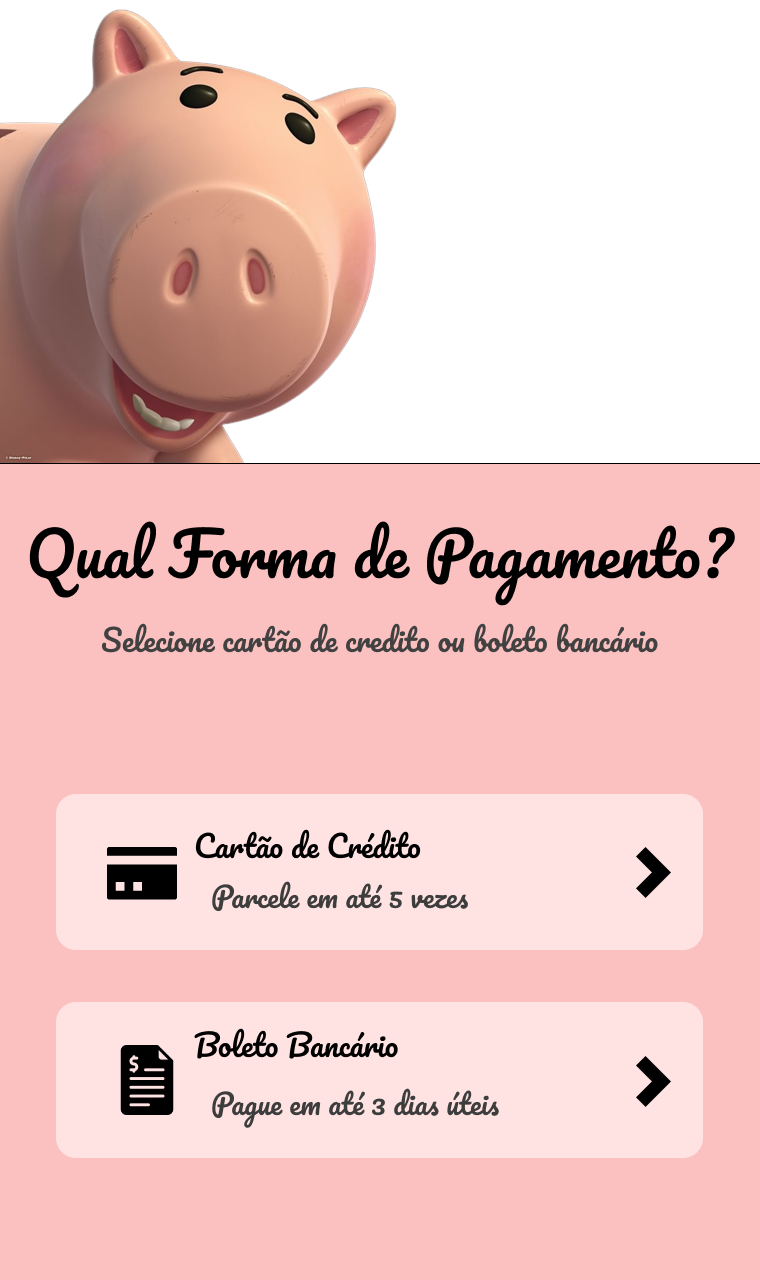 © Disney•Pixar
Qual Forma de Pagamento?
Selecione cartão de credito ou boleto bancário
Cartão de Crédito
Parcele em até 5 vezes
$
Boleto Bancário
Pague em até 3 dias úteis